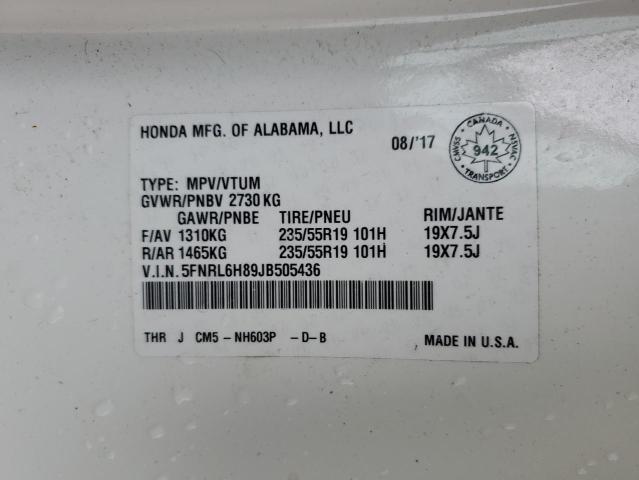 HONDA MFG. OF ALABAMA, LLC
08/'17
CANADA
CMVSS
942
NSVAC
TRANSPORT
TYPE: MPV/VTUM
GVWR/PNBV 2730 KG
GAWR/PNBE TIRE/PNEU RIM/JANTE
F/AV 1310KG 235/55R19 101H 19X7.5J
R/AR 1465KG 235/55R19 101H 19X7.5J
V.I.N. 5FNRL6H89JB505436
THR J CM5 - NH603P - D- B MADE IN U.S.A.